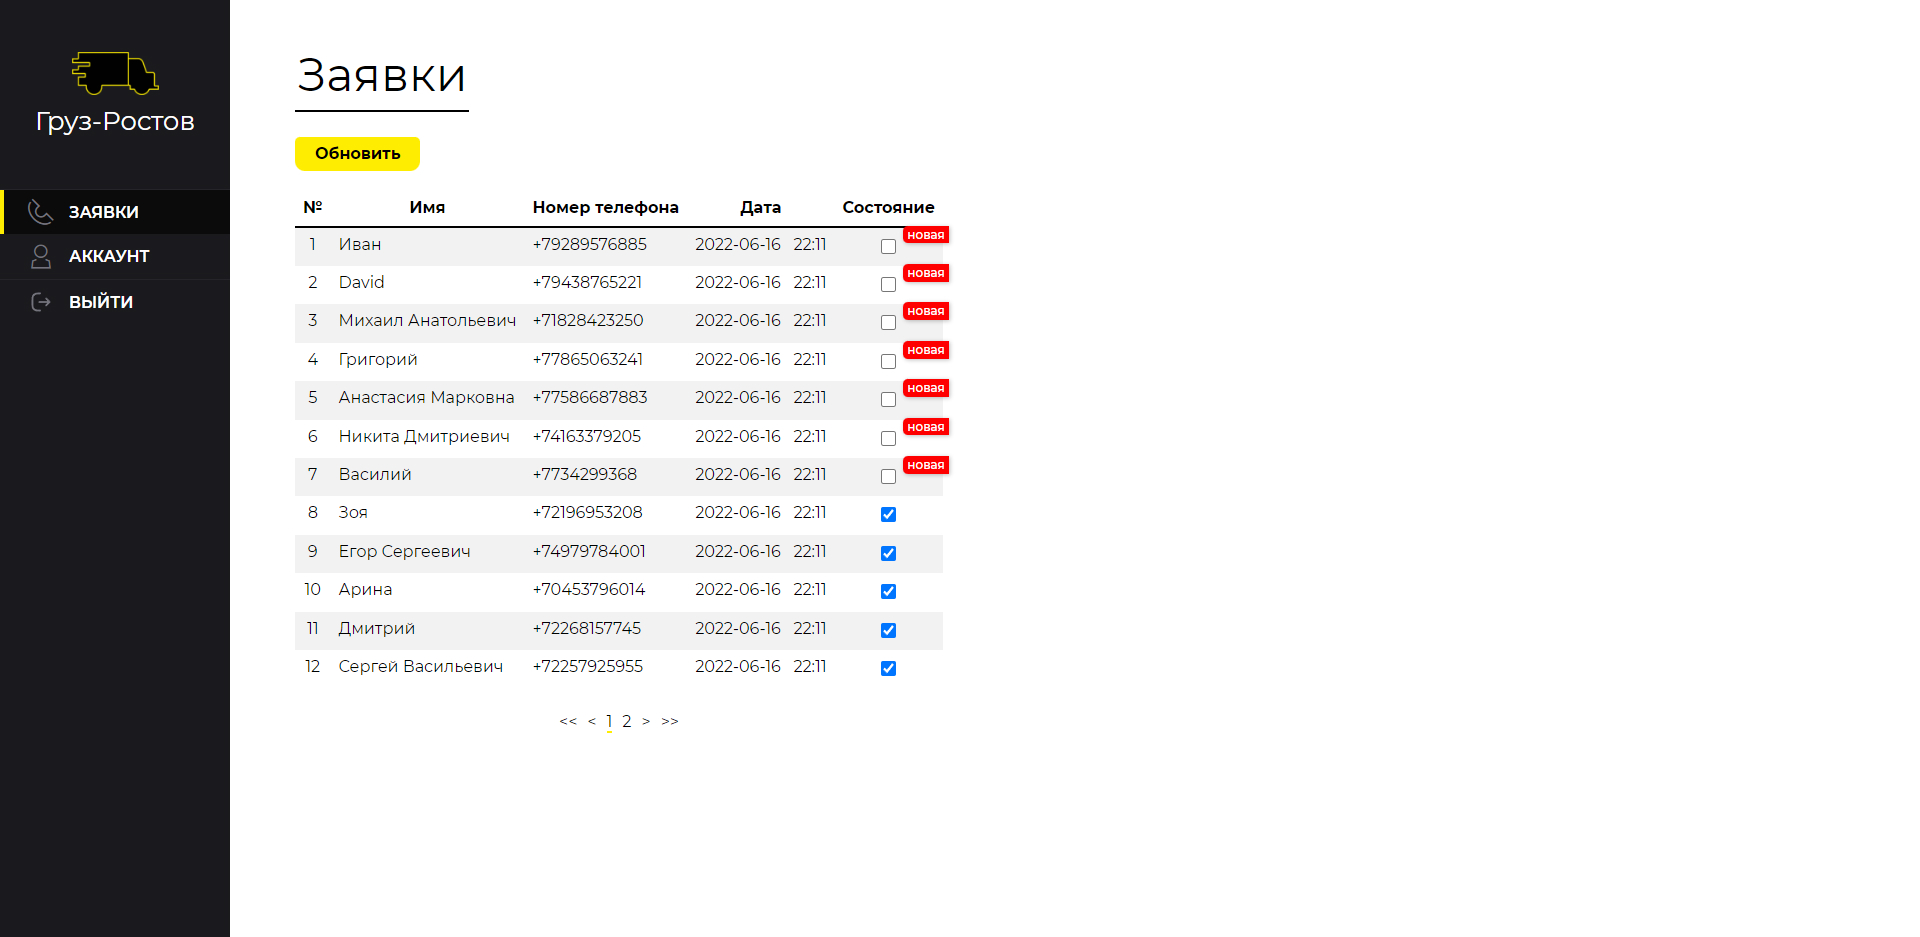 Груз-Ростов
ЗАЯВКИ
АККАУНТ
ВЫЙТИ
Заявки
Обновить
№ Имя Номер телефона Дата Состояние
1 Иван +79289576885 2022-06-16 22:11 новая
2 David +79438765221 2022-06-16 22:11 новая
3 Михаил Анатольевич +71828423250 2022-06-16 22:11 новая
4 Григорий +77865063241 2022-06-16 22:11 новая
5 Анастасия Марковна +77586687883 2022-06-16 22:11 новая
6 Никита Дмитриевич +74163379205 2022-06-16 22:11 новая
7 Василий +7734299368 2022-06-16 22:11 новая
8 Зоя +72196953208 2022-06-16 22:11
9 Егор Сергеевич +74979784001 2022-06-16 22:11
10 Арина +70453796014 2022-06-16 22:11
11 Дмитрий +72268157745 2022-06-16 22:11
12 Сергей Васильевич +72257925955 2022-06-16 22:11
<< < 1 2 > >>